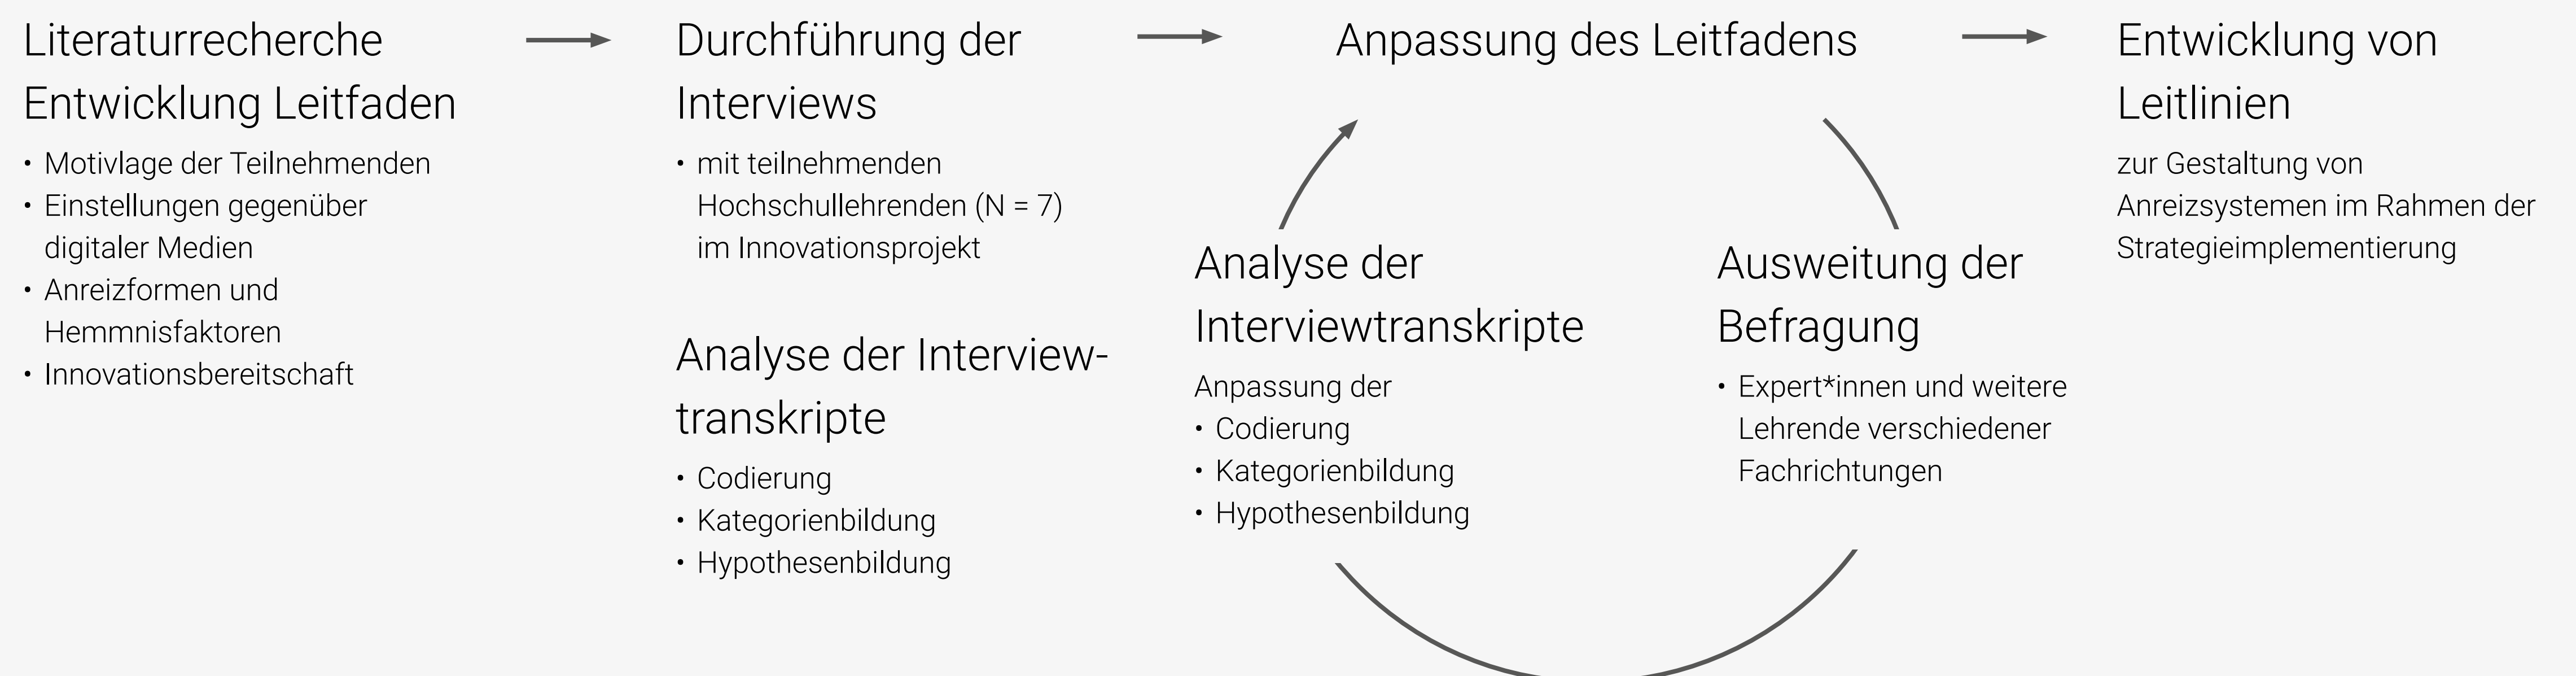 Literaturrecherche
Entwicklung Leitfaden
• Motivlage der Teilnehmenden
• Einstellungen gegenüber
digitaler Medien
• Anreizformen und
Hemmnisfaktoren
• Innovationsbereitschaft
Durchführung der
Interviews
• mit teilnehmenden
Hochschullehrenden (N = 7)
im Innovationsprojekt
Analyse der Interview-
transkripte
• Codierung
• Kategorienbildung
• Hypothesenbildung
Anpassung des Leitfadens
Analyse der
Interviewtranskripte
Anpassung der
• Codierung
• Kategorienbildung
• Hypothesenbildung
Ausweitung der
Befragung
• Expert*innen und weitere
Lehrende verschiedener
Fachrichtungen
Entwicklung von
Leitlinien
zur Gestaltung von
Anreizsystemen im Rahmen der
Strategieimplementierung